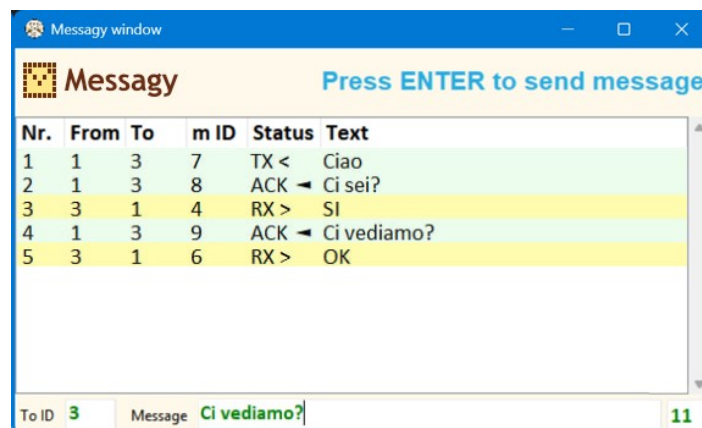 Messagy window
Messagy Press ENTER to send message
Nr. From To m ID Status Text
1 1 3 7 TX < Ciao
2 1 3 8 ACK ◄ Ci sei?
3 3 1 4 RX > SI
4 1 3 9 ACK ◄ Ci vediamo?
5 3 1 6 RX > OK
To ID 3 Message Ci vediamo? 11